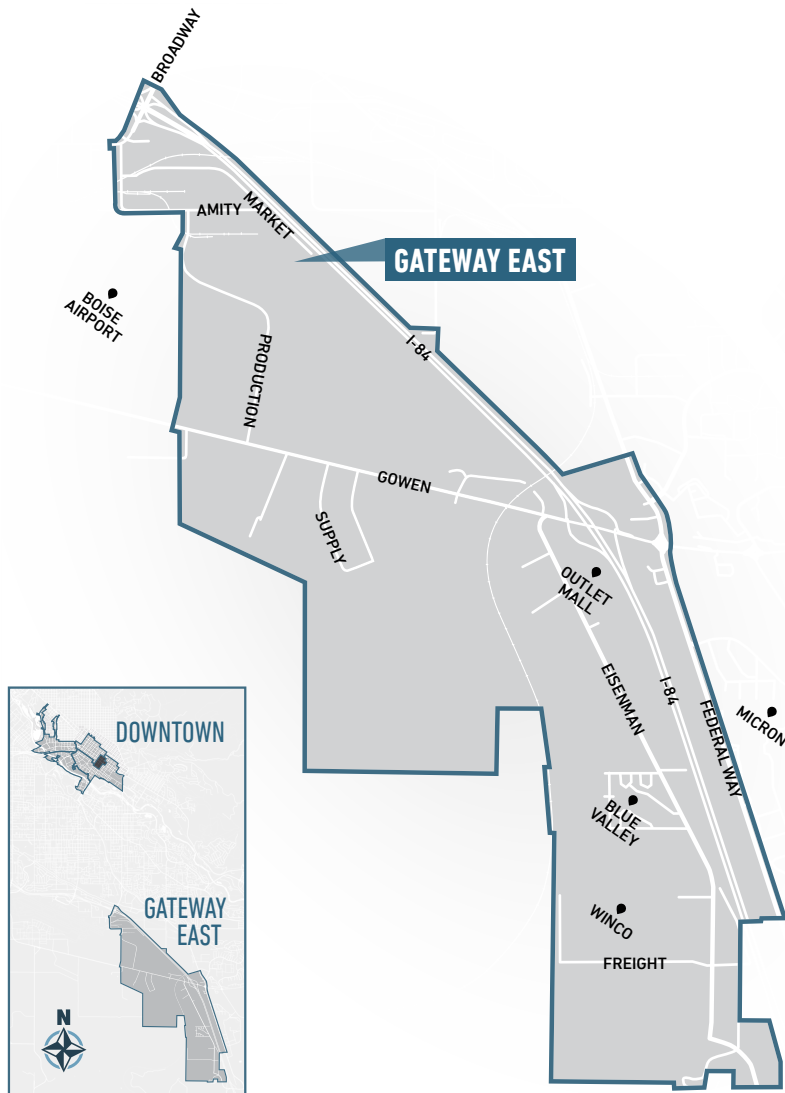 BROADWAY
AMITY
MARKET
GATEWAY EAST
BOISE
AIRPORT
I-84
PRODUCTION
GOWEN
SUPPLY
OUTLET
MALL
EISENMAN
I-84
FEDERAL WAY
MICRON
BLUE
VALLEY
WINCO
FREIGHT
DOWNTOWN
GATEWAY
EAST
N